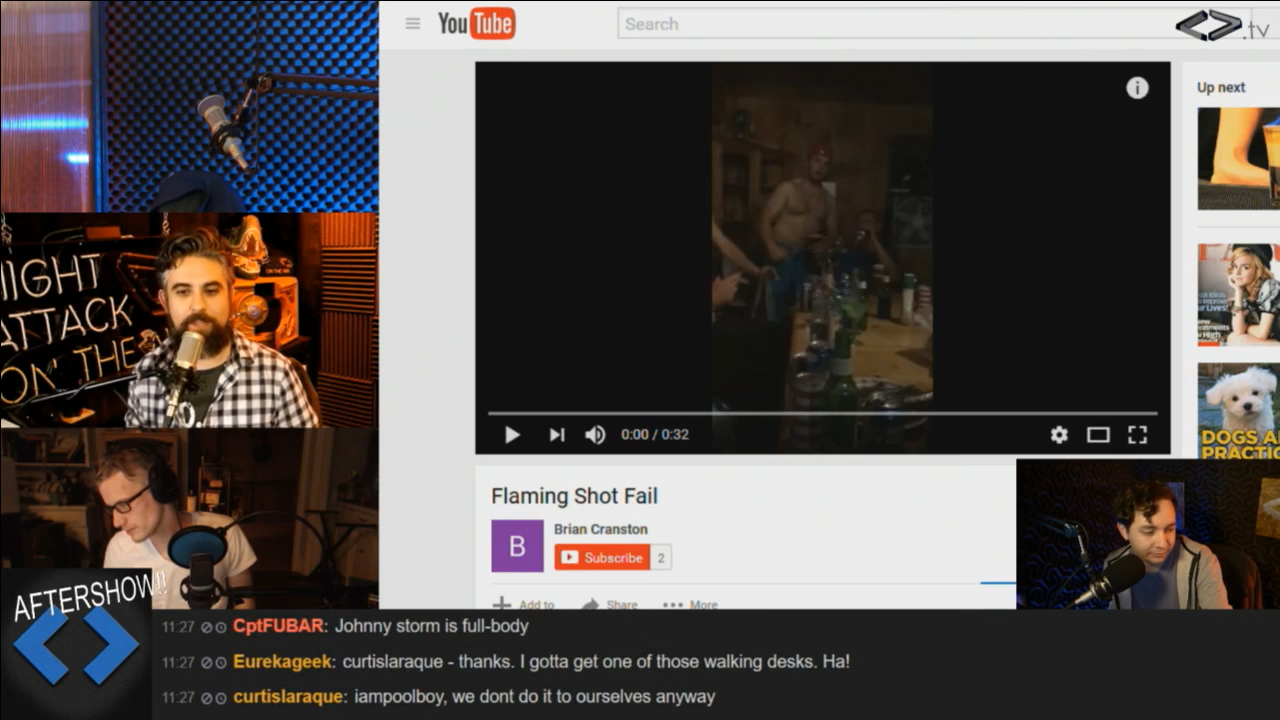 YouTube
Search
<>.tv
Up next
NIGHT
ATTACK
ON THE
0:00 / 0:32
DOGS A
PRACTIC
Flaming Shot Fail
B
Brian Cranston
Subscribe
2
Add to
Share
More
AFTERSHOW!!
11:27 CptFUBAR: Johnny storm is full-body
11:27 Eurekageek: curtislaraque - thanks. I gotta get one of those walking desks. Ha!
11:27 curtislaraque: iampoolboy, we dont do it to ourselves anyway